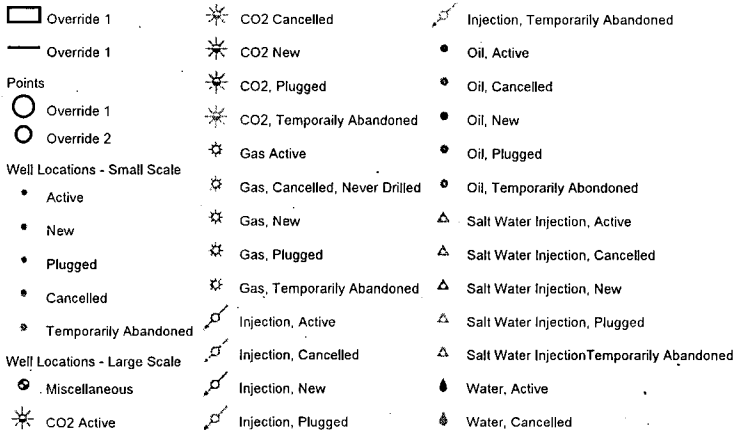 Override 1
Override 1
Points
Override 1
Override 2
Well Locations - Small Scale
Active
New
Plugged
Cancelled
Temporarily Abandoned
Well Locations - Large Scale
Miscellaneous
CO2 Active
CO2 Cancelled
CO2 New
CO2, Plugged
CO2, Temporaily Abandoned
Gas Active
Gas, Cancelled, Never Drilled
Gas, New
Gas, Plugged
Gas, Temporarily Abandoned
Injection, Active
Injection, Cancelled
Injection, New
Injection, Plugged
Injection, Temporarily Abandoned
Oil, Active
Oil, Cancelled
Oil, New
Oil, Plugged
Oil, Temporarily Abondoned
Salt Water Injection, Active
Salt Water Injection, Cancelled
Salt Water Injection, New
Salt Water Injection, Plugged
Salt Water InjectionTemporarily Abandoned
Water, Active
Water, Cancelled